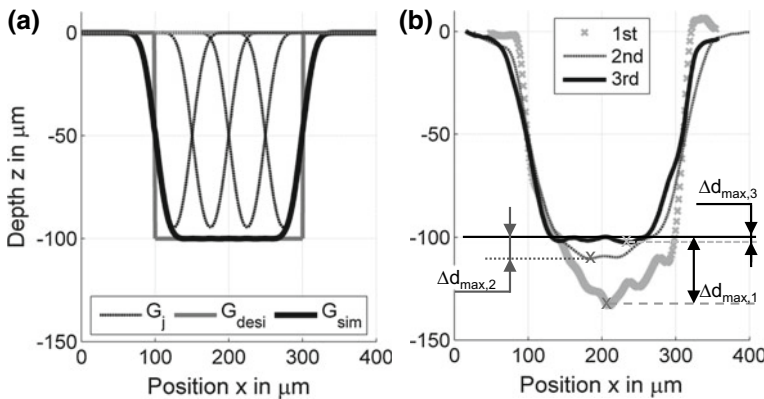 (a)
0
-50
-100
-150
Depth z in μm
G_j G_desi G_sim
0 100 200 300 400
Position x in μm
(b)
0
-50
-100
-150
1st
2nd
3rd
Δd_max,3
Δd_max,2
Δd_max,1
0 100 200 300 400
Position x in μm